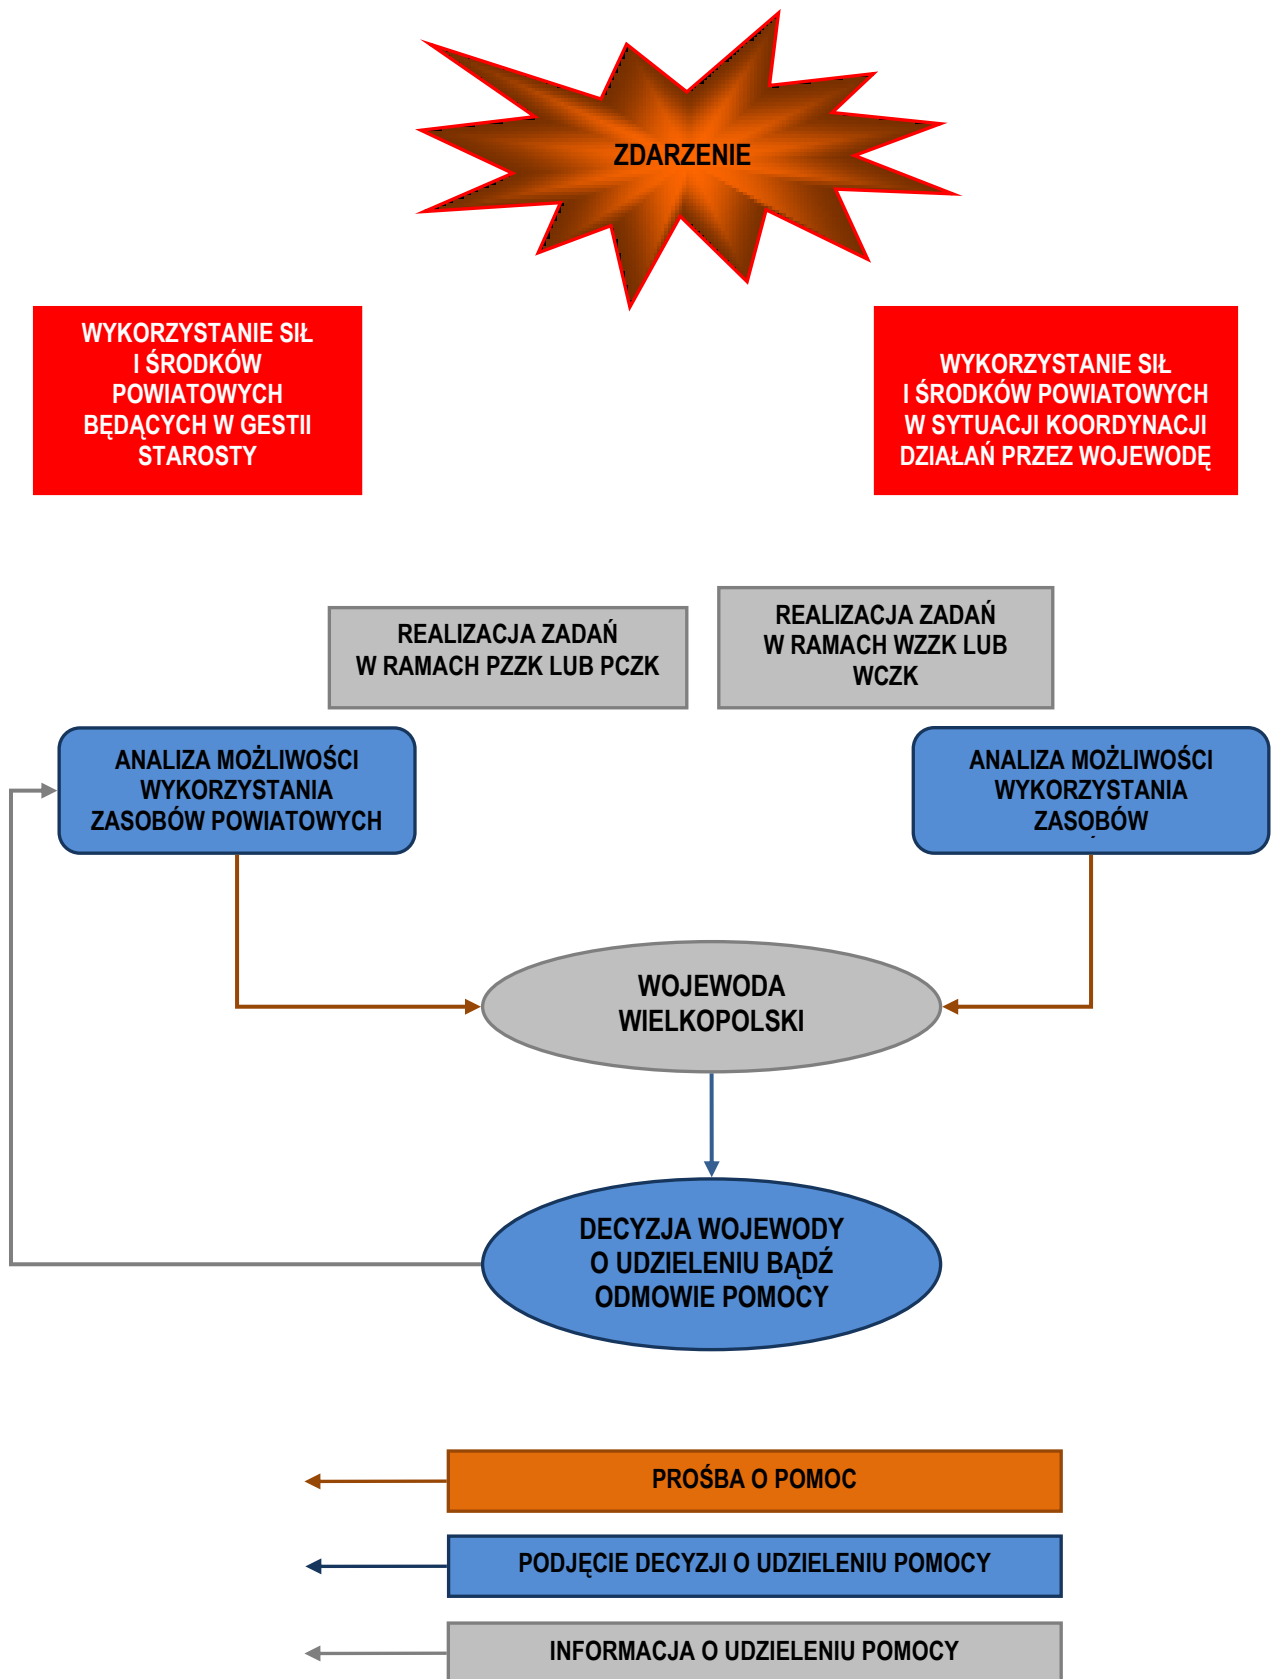 ZDARZENIE
WYKORZYSTANIE SIŁ
I ŚRODKÓW
POWIATOWYCH
BĘDĄCYCH W GESTII
STAROSTY
WYKORZYSTANIE SIŁ
I ŚRODKÓW POWIATOWYCH
W SYTUACJI KOORDYNACJI
DZIAŁAŃ PRZEZ WOJEWODĘ
REALIZACJA ZADAŃ
W RAMACH PZZK LUB PCZK
REALIZACJA ZADAŃ
W RAMACH WZZK LUB
WCZK
ANALIZA MOŻLIWOŚCI
WYKORZYSTANIA
ZASOBÓW POWIATOWYCH
ANALIZA MOŻLIWOŚCI
WYKORZYSTANIA
ZASOBÓW
WOJEWODA
WIELKOPOLSKI
DECYZJA WOJEWODY
O UDZIELENIU BĄDŹ
ODMOWIE POMOCY
PROŚBA O POMOC
PODJĘCIE DECYZJI O UDZIELENIU POMOCY
INFORMACJA O UDZIELENIU POMOCY